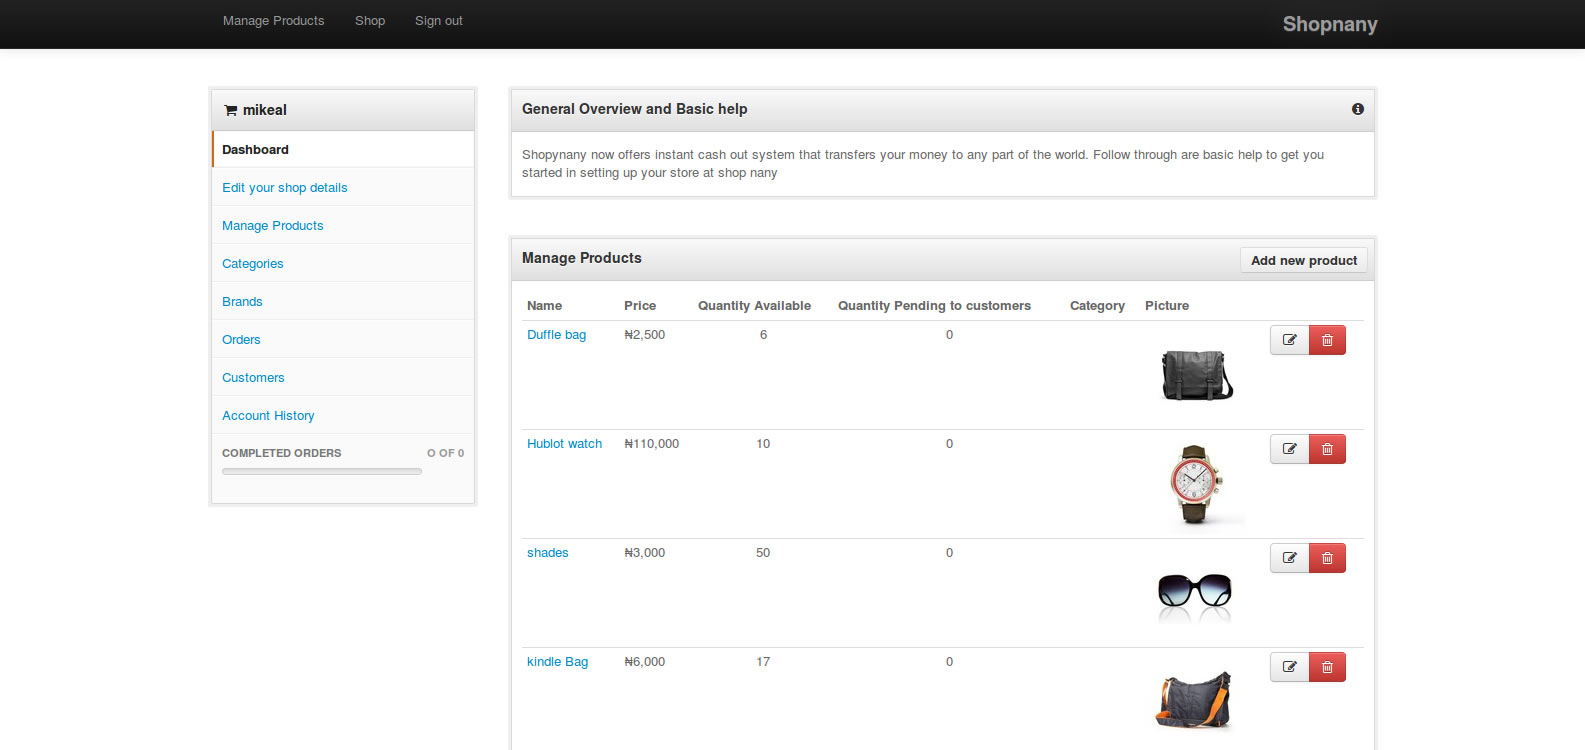 Manage Products Shop Sign out Shopnany
mikeal
Dashboard
Edit your shop details
Manage Products
Categories
Brands
Orders
Customers
Account History
COMPLETED ORDERS O OF 0
General Overview and Basic help
Shopynany now offers instant cash out system that transfers your money to any part of the world. Follow through are basic help to get you
started in setting up your store at shop nany
Manage Products Add new product
Name Price Quantity Available Quantity Pending to customers Category Picture
Duffle bag ₦2,500 6 0
Hublot watch ₦110,000 10 0
shades ₦3,000 50 0
kindle Bag ₦6,000 17 0